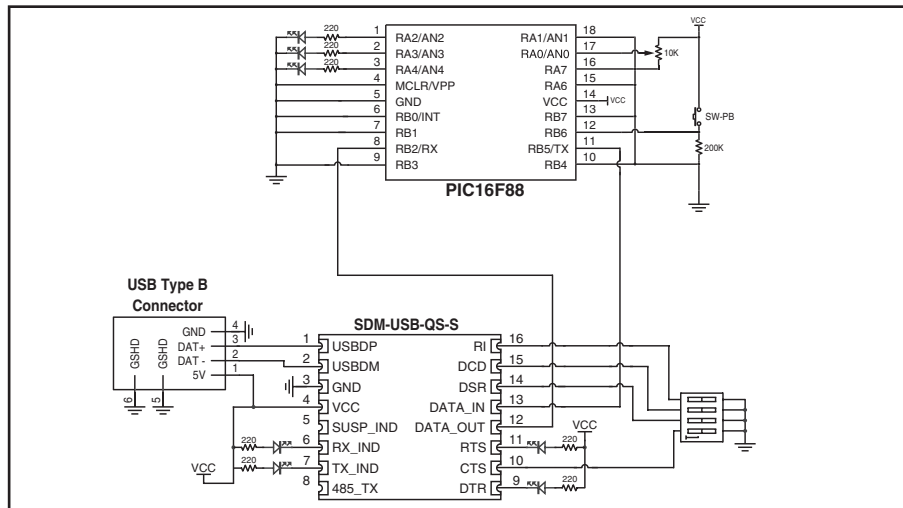 VCC
220
220
220
1 RA2/AN2 RA1/AN1 18
2 RA3/AN3 RA0/AN0 17
3 RA4/AN4 RA7 16
4 MCLR/VPP RA6 15
5 GND VCC 14 VCC
6 RB0/INT RB7 13
7 RB1 RB6 12
8 RB2/RX RB5/TX 11
9 RB3 RB4 10
10K
SW-PB
200K
PIC16F88
USB Type B
Connector
GND 4
DAT+ 3
DAT - 2
5V 1
GSHD
GSHD
6
5
SDM-USB-QS-S
1 USBDP RI 16
2 USBDM DCD 15
3 GND DSR 14
4 VCC DATA_IN 13
5 SUSP_IND DATA_OUT 12
6 RX_IND RTS 11
7 TX_IND CTS 10
8 485_TX DTR 9
220
220
VCC
VCC
220
220
1